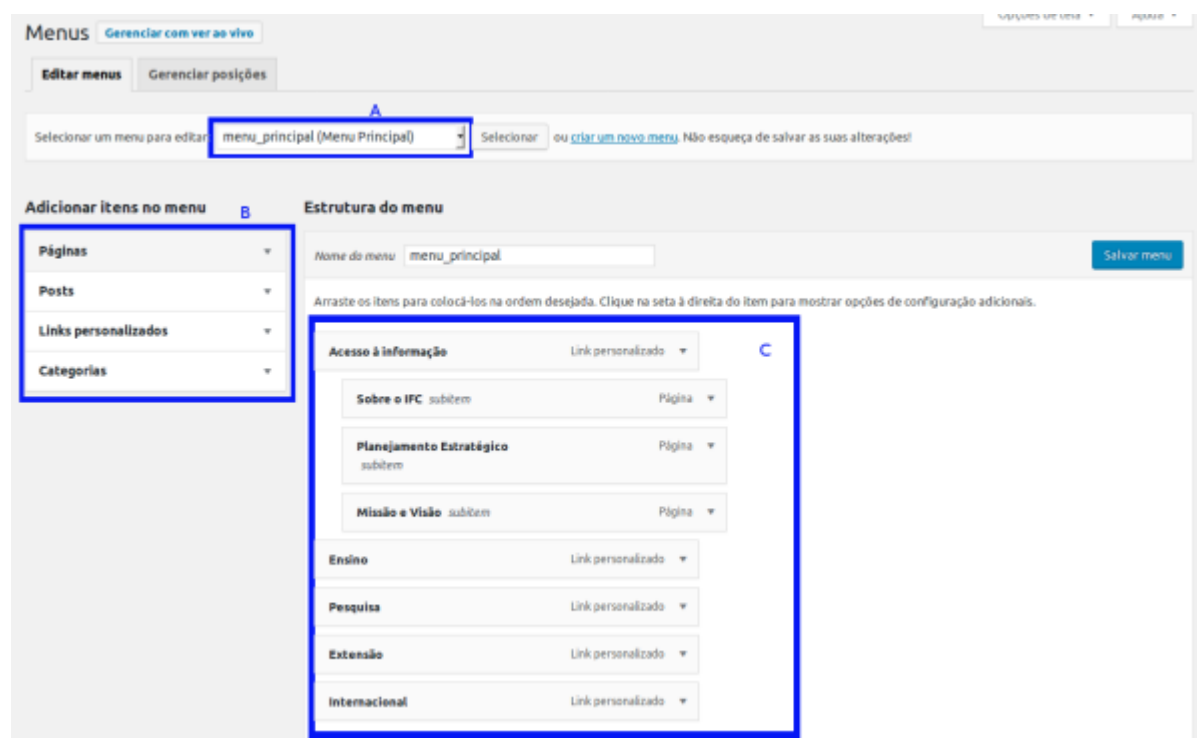 Opções de tela Ajuda
Menus Gerenciar com ver ao vivo
Editar menus Gerenciar posições
A
Selecionar um menu para editar menu_principal (Menu Principal) Selecionar ou criar um novo menu. Não esqueça de salvar as suas alterações!
Adicionar itens no menu B
Estrutura do menu
Páginas
Posts
Links personalizados
Categorias
Nome do menu menu_principal Salvar menu
Arraste os itens para colocá-los na ordem desejada. Clique na seta à direita do item para mostrar opções de configuração adicionais.
C
Acesso à informação Link personalizado
Sobre o IFC subitem Página
Planejamento Estratégico Página
subitem
Missão e Visão subitem Página
Ensino Link personalizado
Pesquisa Link personalizado
Extensão Link personalizado
Internacional Link personalizado